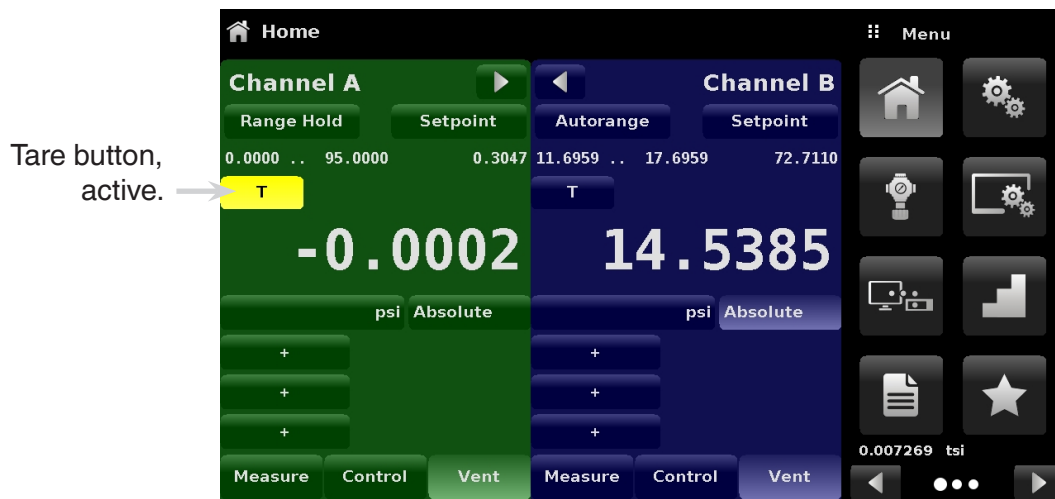 Home
Menu
Channel A
Channel B
Range Hold Setpoint
Autorange Setpoint
0.0000 .. 95.0000 0.3047
11.6959 .. 17.6959 72.7110
Tare button,
active.
T
T
-0.0002
14.5385
psi Absolute
psi Absolute
+
+
+
+
+
+
0.007269 tsi
Measure Control Vent
Measure Control Vent